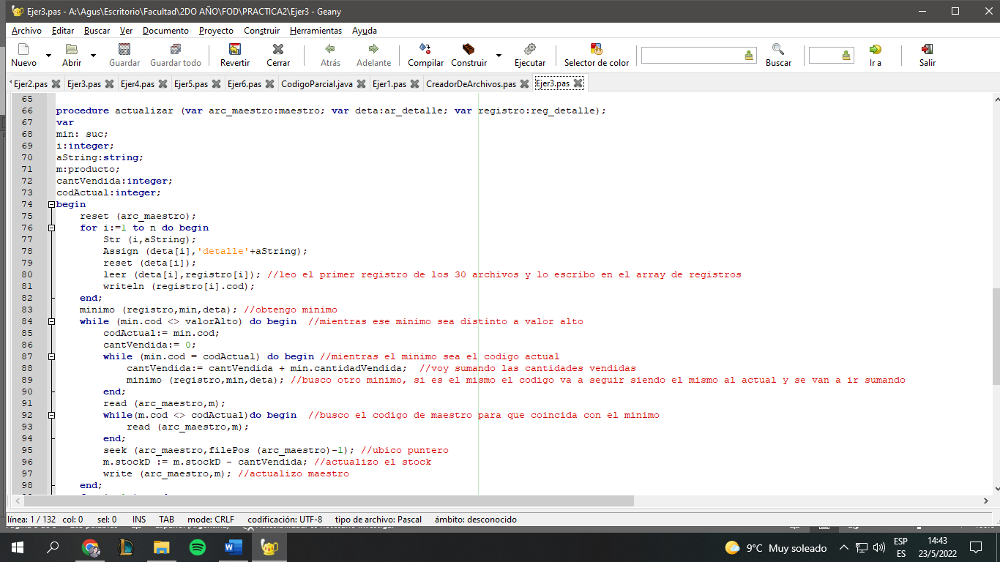 Ejer3.pas - A:\Agus\Escritorio\Facultad\2DO AÑO\FOD\PRACTICA2\Ejer3 - Geany
Archivo Editar Buscar Ver Documento Proyecto Construir Herramientas Ayuda
Nuevo Abrir Guardar Guardar todo Revertir Cerrar Atrás Adelante Compilar Construir Ejecutar Selector de color Buscar Ir a Salir
Ejer2.pas Ejer3.pas Ejer4.pas Ejer5.pas Ejer6.pas CodigoParcial.java Ejer1.pas CreadorDeArchivos.pas Ejer3.pas
65
66 procedure actualizar (var arc_maestro:maestro; var deta:ar_detalle; var registro:reg_detalle);
67 var
68 min: suc;
69 i:integer;
70 aString:string;
71 m:producto;
72 cantVendida:integer;
73 codActual:integer;
74 begin
75 reset (arc_maestro);
76 for i:=1 to n do begin
77 Str (i,aString);
78 Assign (deta[i],'detalle'+aString);
79 reset (deta[i]);
80 leer (deta[i],registro[i]); //leo el primer registro de los 30 archivos y lo escribo en el array de registros
81 writeln (registro[i].cod);
82 end;
83 minimo (registro,min,deta); //obtengo minimo
84 while (min.cod <> valorAlto) do begin //mientras ese minimo sea distinto a valor alto
85 codActual:= min.cod;
86 cantVendida:= 0;
87 while (min.cod = codActual) do begin //mientras el minimo sea el codigo actual
88 cantVendida:= cantVendida + min.cantidadVendida; //voy sumando las cantidades vendidas
89 minimo (registro,min,deta); //busco otro minimo, si es el mismo el codigo va a seguir siendo el mismo al actual y se van a ir sumando
90 end;
91 read (arc_maestro,m);
92 while(m.cod <> codActual)do begin //busco el codigo de maestro para que coincida con el minimo
93 read (arc_maestro,m);
94 end;
95 seek (arc_maestro,filePos (arc_maestro)-1); //ubico puntero
96 m.stockD := m.stockD - cantVendida; //actualizo el stock
97 write (arc_maestro,m); //actualizo maestro
98 end;
línea: 1 / 132 col: 0 sel: 0 INS TAB mode: CRLF codificación: UTF-8 tipo de archivo: Pascal ámbito: desconocido
9°C Muy soleado ESP 14:43
ES 23/5/2022